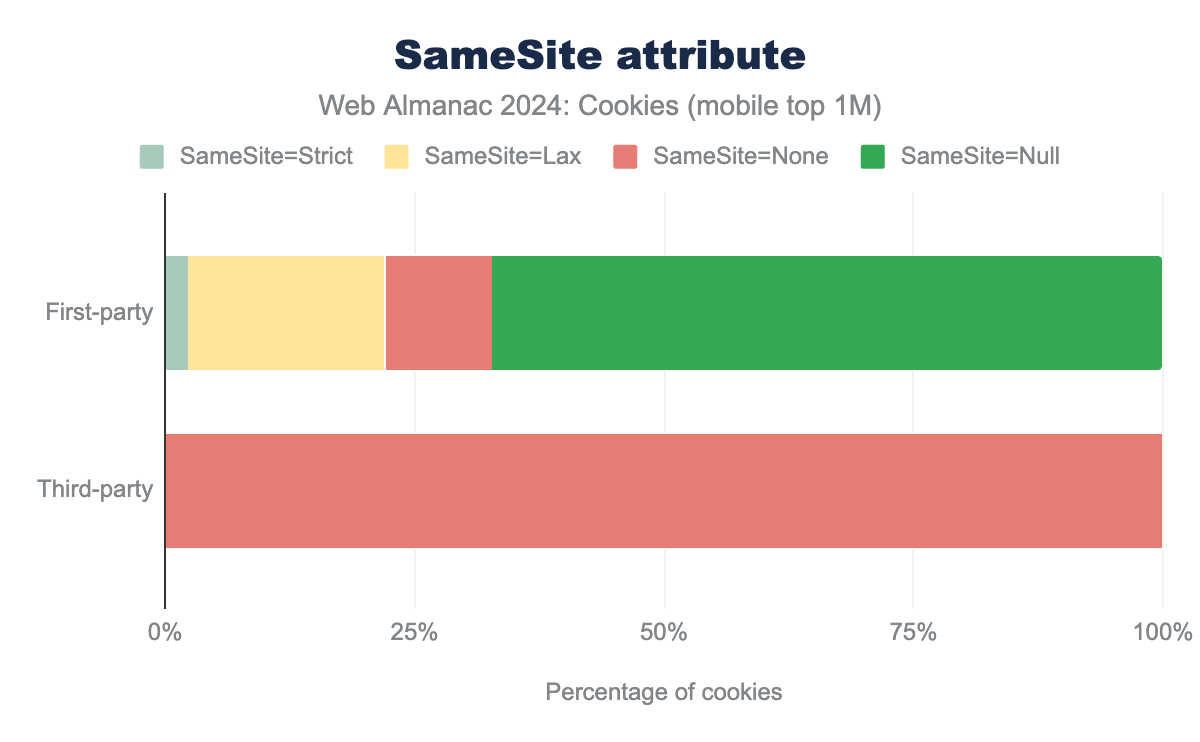 SameSite attribute
Web Almanac 2024: Cookies (mobile top 1M)
SameSite=Strict SameSite=Lax SameSite=None SameSite=Null
First-party
Third-party
0% 25% 50% 75% 100%
Percentage of cookies